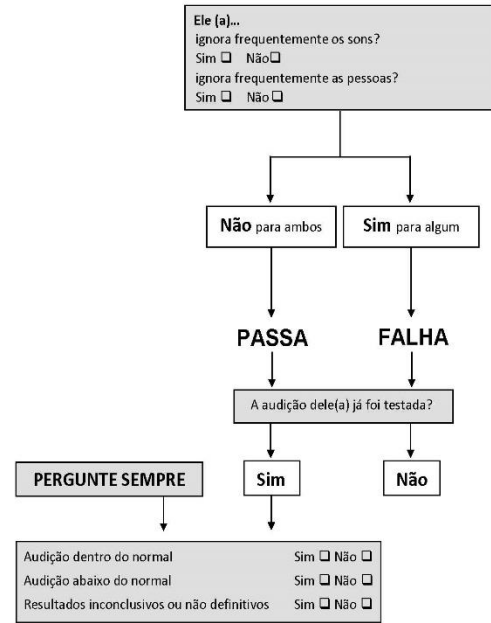 Ele (a)...
ignora frequentemente os sons?
Sim ❑ Não❑
ignora frequentemente as pessoas?
Sim ❑ Não ❑
Não para ambos
Sim para algum
PASSA
FALHA
A audição dele(a) já foi testada?
PERGUNTE SEMPRE
Sim
Não
Audição dentro do normal Sim ❑ Não ❑
Audição abaixo do normal Sim ❑ Não ❑
Resultados inconclusivos ou não definitivos Sim ❑ Não ❑